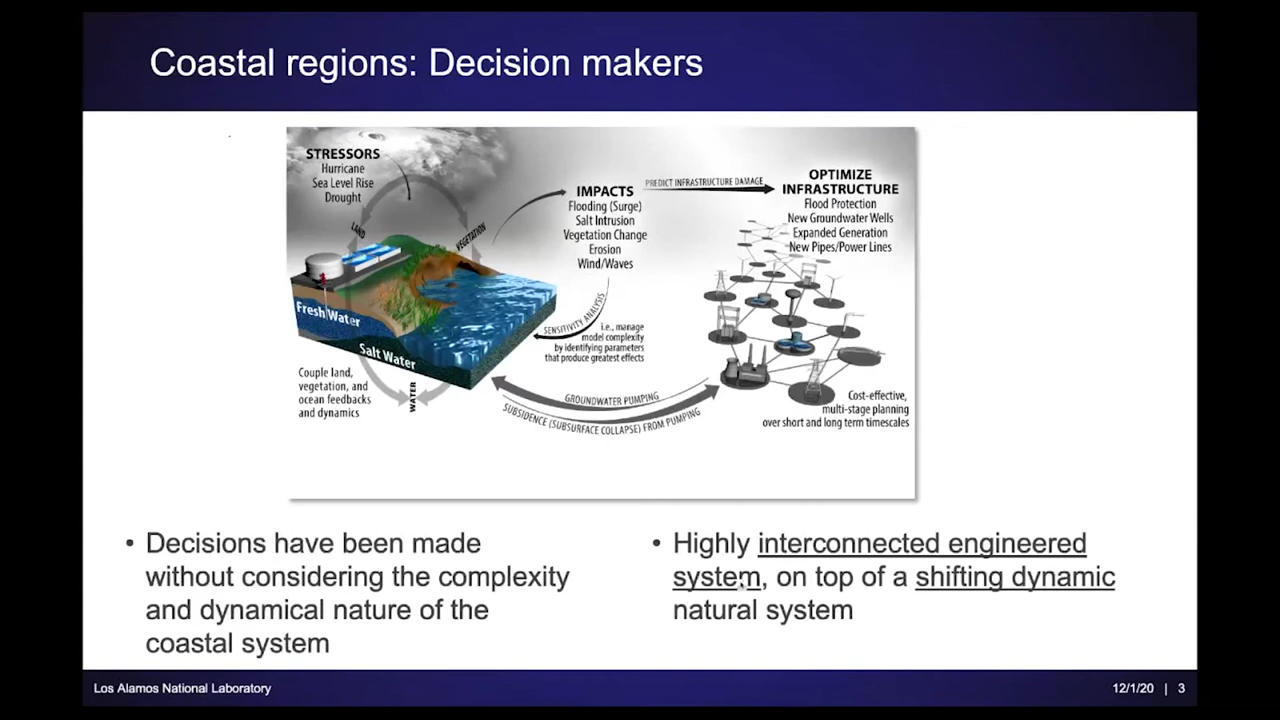 Coastal regions: Decision makers
STRESSORS
Hurricane
Sea Level Rise
Drought
LAND
VEGETATION
WATER
Fresh Water
Salt Water
Couple land,
vegetation, and
ocean feedbacks
and dynamics
IMPACTS
Flooding (Surge)
Salt Intrusion
Vegetation Change
Erosion
Wind/Waves
SENSITIVITY ANALYSIS
i.e., manage
model complexity
by identifying parameters
that produce greatest effects
PREDICT INFRASTRUCTURE DAMAGE
OPTIMIZE
INFRASTRUCTURE
Flood Protection
New Groundwater Wells
Expanded Generation
New Pipes/Power Lines
GROUNDWATER PUMPING
SUBSIDENCE (SUBSURFACE COLLAPSE) FROM PUMPING
Cost-effective,
multi-stage planning
over short and long term timescales
• Decisions have been made
without considering the complexity
and dynamical nature of the
coastal system
• Highly interconnected engineered
system, on top of a shifting dynamic
natural system
Los Alamos National Laboratory
12/1/20 | 3